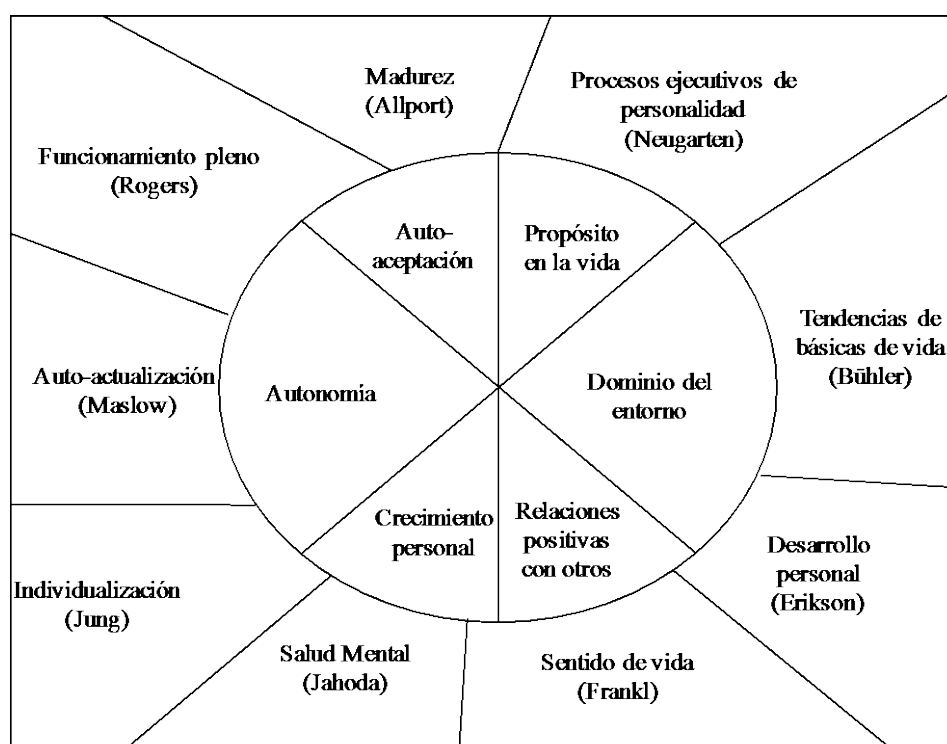 Madurez
(Allport)
Procesos ejecutivos de
personalidad
(Neugarten)
Funcionamiento pleno
(Rogers)
Auto-
aceptación
Propósito
en la vida
Tendencias de
básicas de vida
(Būhler)
Auto-actualización
(Maslow)
Autonomía
Dominio del
entorno
Crecimiento
personal
Relaciones
positivas
con otros
Desarrollo
personal
(Erikson)
Individualización
(Jung)
Salud Mental
(Jahoda)
Sentido de vida
(Frankl)